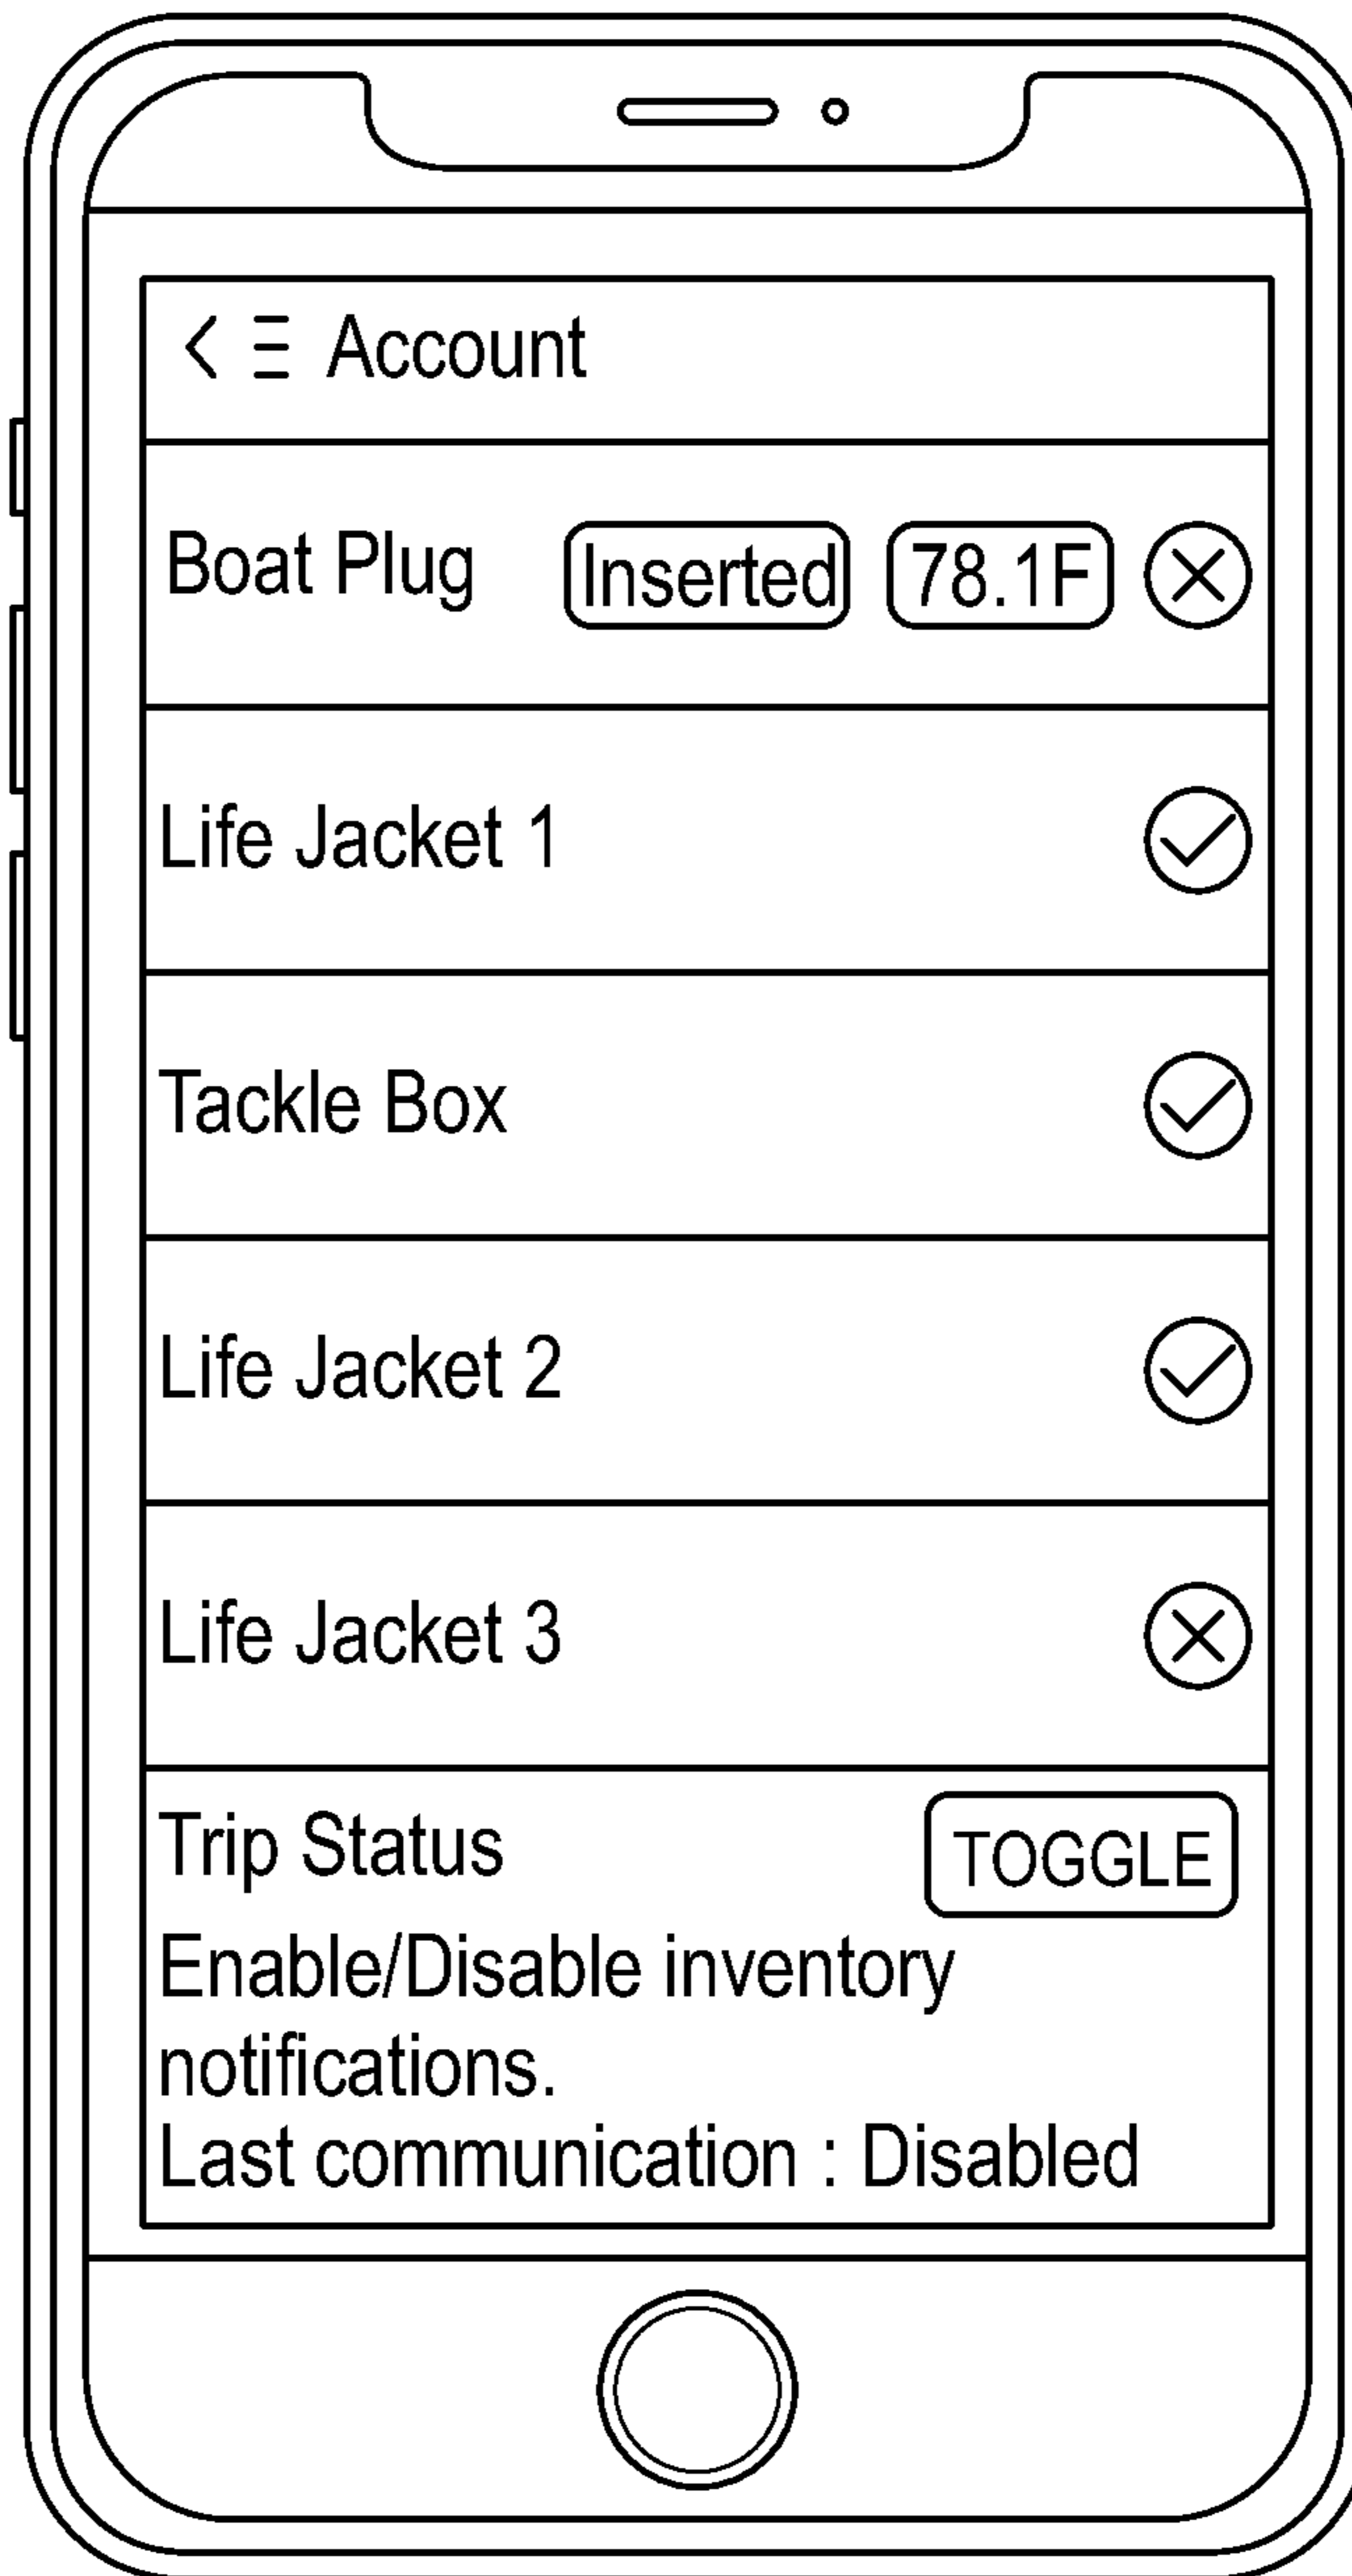 Account
Boat Plug Inserted 78.1F
Life Jacket 1
Tackle Box
Life Jacket 2
Life Jacket 3
Trip Status TOGGLE
Enable/Disable inventory
notifications.
Last communication : Disabled